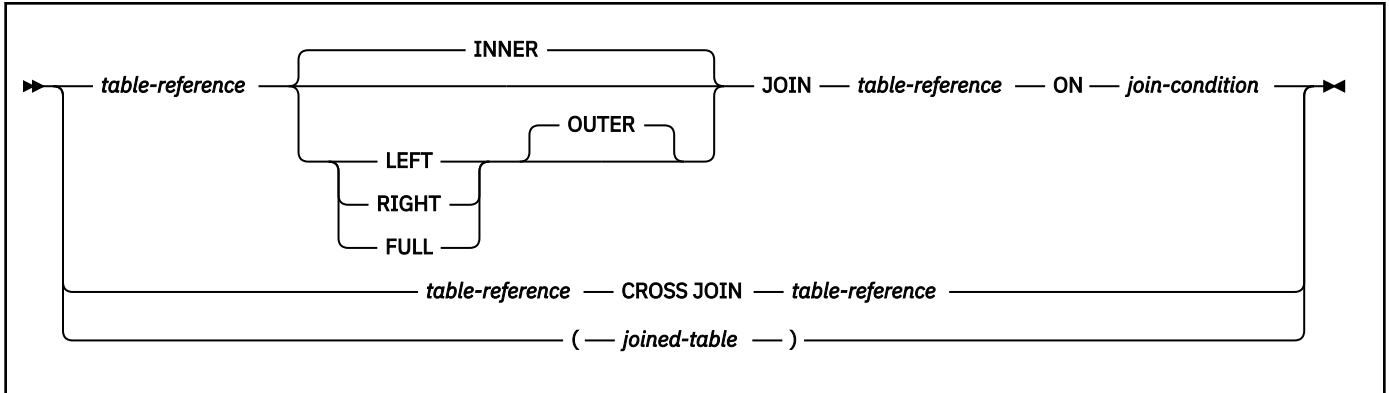 INNER
table-reference JOIN table-reference ON join-condition
OUTER
LEFT
RIGHT
FULL
table-reference CROSS JOIN table-reference
( joined-table )